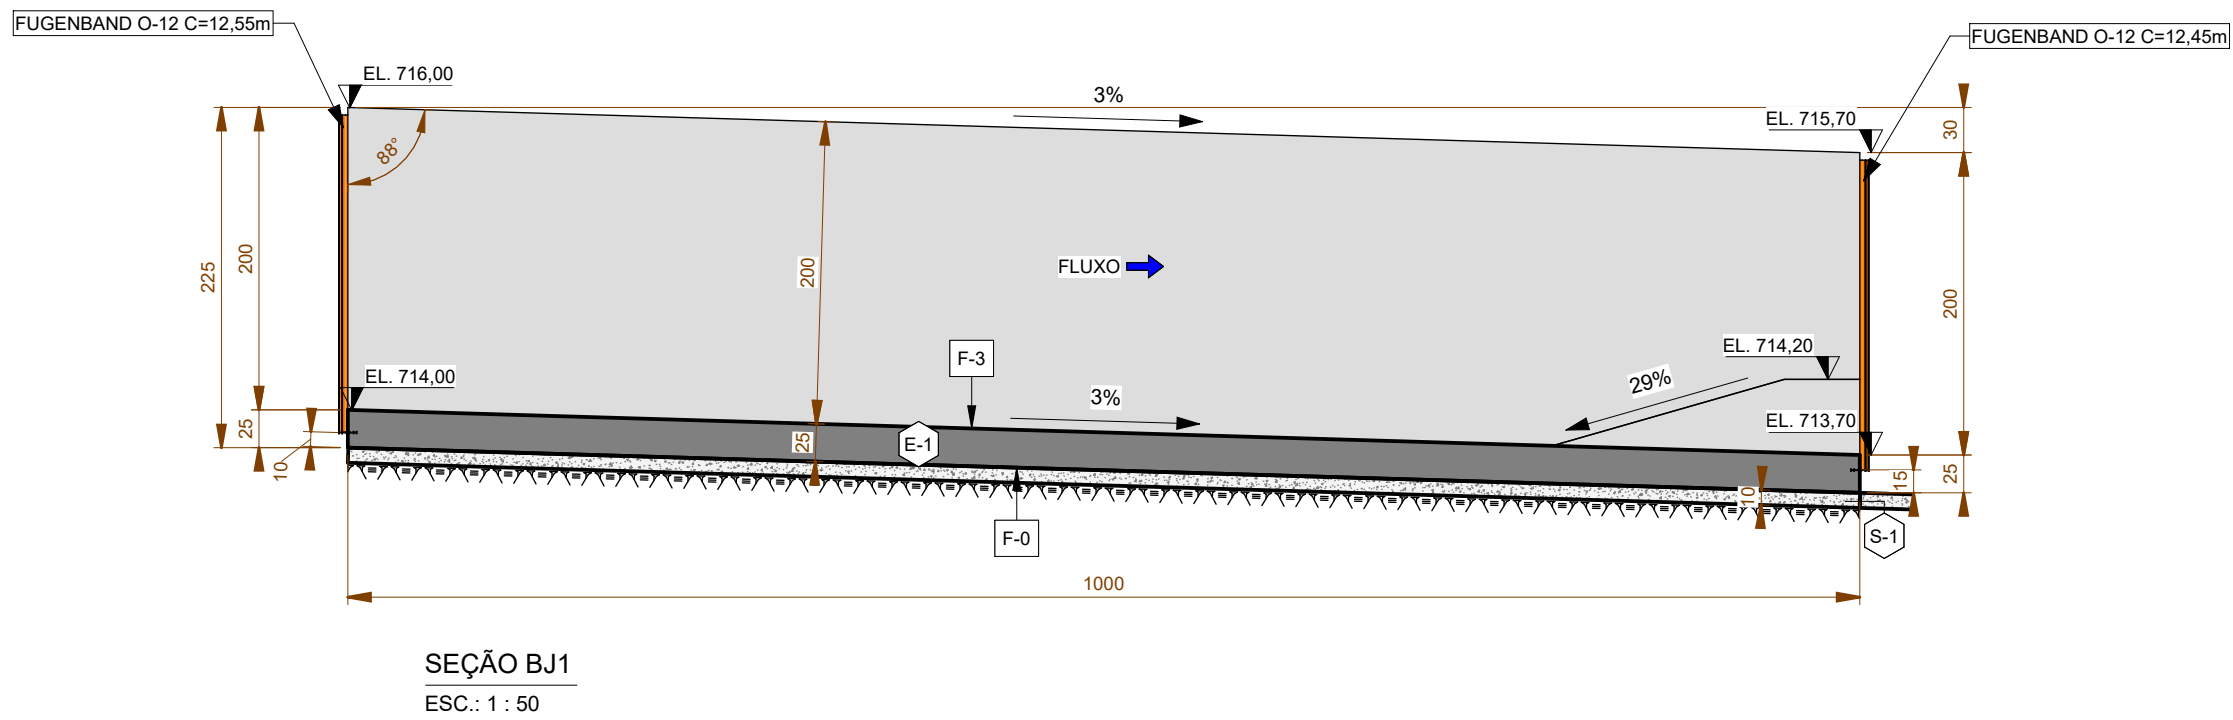 FUGENBAND O-12 C=12,55m
FUGENBAND O-12 C=12,45m
EL. 716,00
3%
EL. 715,70
30
88°
200
225
200
FLUXO
200
EL. 714,20
F-3
29%
EL. 714,00
3%
EL. 713,70
25
25
E-1
10
15
25
10
F-0
S-1
1000
SEÇÃO BJ1
ESC.: 1 : 50